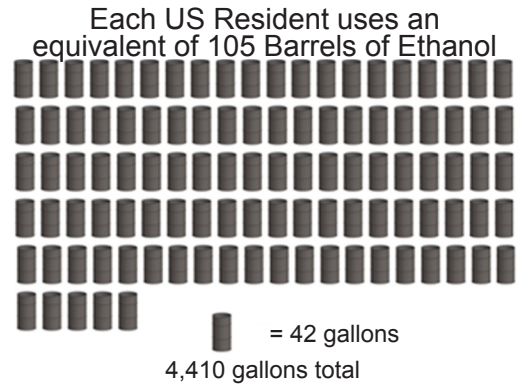 Each US Resident uses an
equivalent of 105 Barrels of Ethanol
= 42 gallons
4,410 gallons total